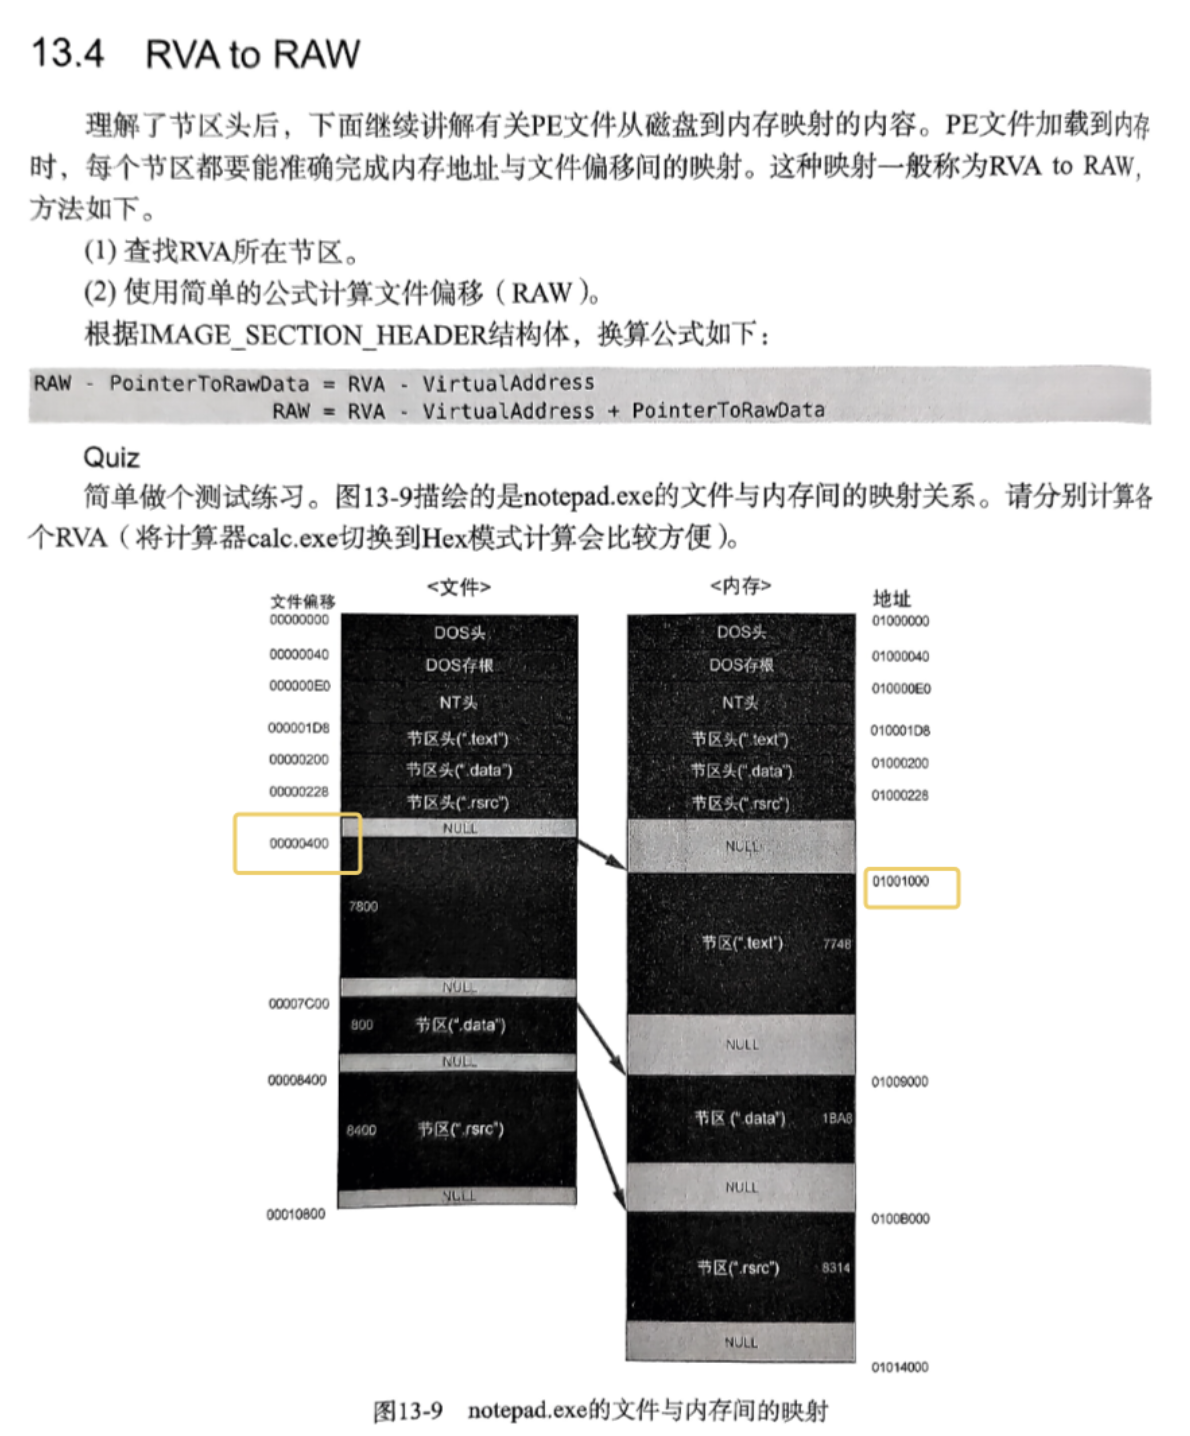 13.4 RVA to RAW
理解了节区头后，下面继续讲解有关PE文件从磁盘到内存映射的内容。PE文件加载到内存
时，每个节区都要能准确完成内存地址与文件偏移间的映射。这种映射一般称为RVA to RAW，
方法如下。
(1) 查找RVA所在节区。
(2) 使用简单的公式计算文件偏移（RAW）。
根据IMAGE_SECTION_HEADER结构体，换算公式如下：
RAW - PointerToRawData = RVA - VirtualAddress
RAW = RVA - VirtualAddress + PointerToRawData
Quiz
简单做个测试练习。图13-9描绘的是notepad.exe的文件与内存间的映射关系。请分别计算各
个RVA（将计算器calc.exe切换到Hex模式计算会比较方便）。
<文件>
文件偏移
00000000
DOS头
00000040
DOS存根
000000E0
NT头
000001D8
节区头(".text")
00000200
节区头(".data")
00000228
节区头(".rsrc")
NULL
00000400
7800
NULL
00007C00
800 节区(".data")
NULL
00008400
8400 节区(".rsrc")
NULL
00010800
<内存>
地址
01000000
DOS头
01000040
DOS存根
010000E0
NT头
010001D8
节区头(".text")
01000200
节区头(".data")
01000228
节区头(".rsrc")
NULL
01001000
节区(".text") 7748
NULL
01009000
节区 (".data") 1BA8
NULL
0100B000
节区(".rsrc") 8314
NULL
01014000
图13-9 notepad.exe的文件与内存间的映射